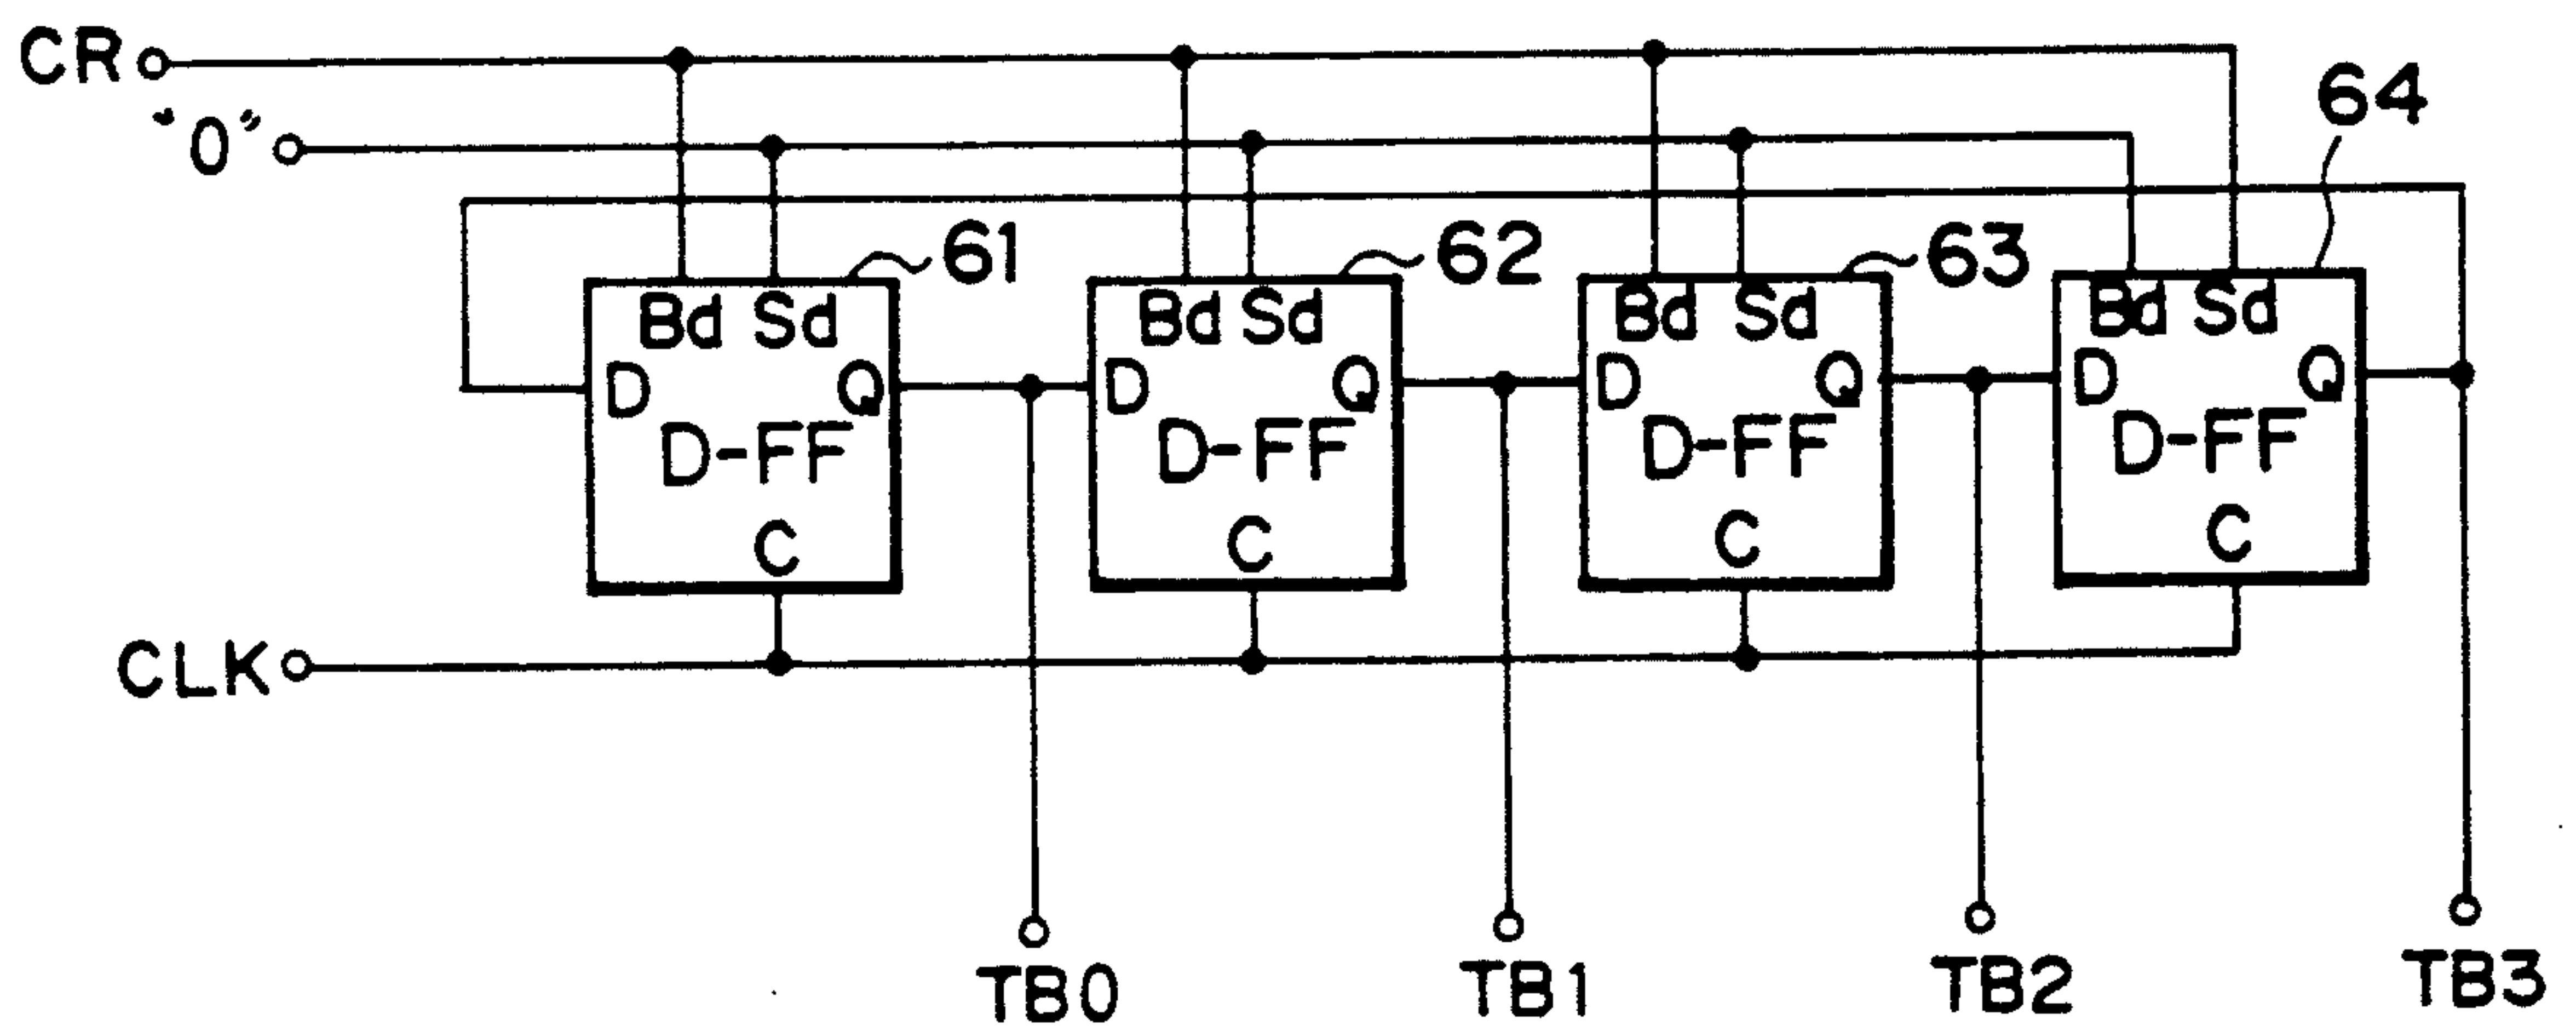 CR
"0"
64
61
62
63
Bd Sd
Bd Sd
Bd Sd
Bd Sd
D Q
D Q
D Q
D Q
D-FF
D-FF
D-FF
D-FF
C
C
C
C
CLK
TB0
TB1
TB2
TB3